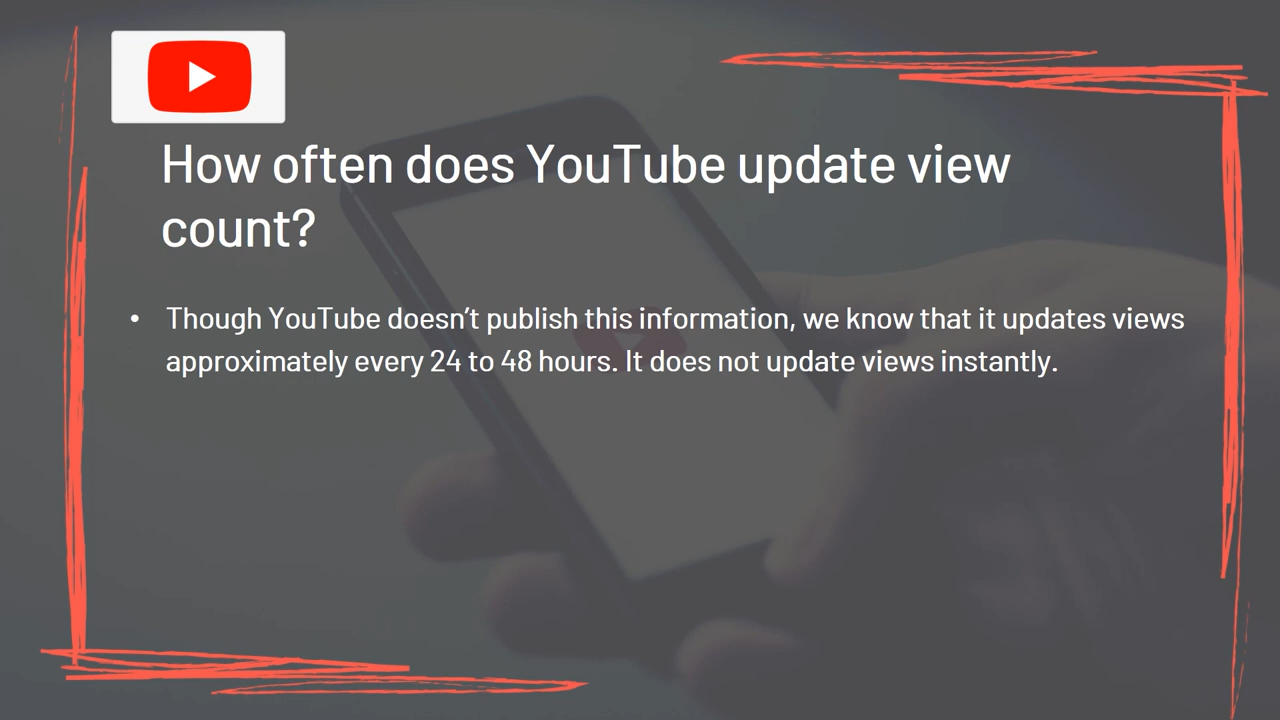 How often does YouTube update view
count?
• Though YouTube doesn’t publish this information, we know that it updates views
approximately every 24 to 48 hours. It does not update views instantly.